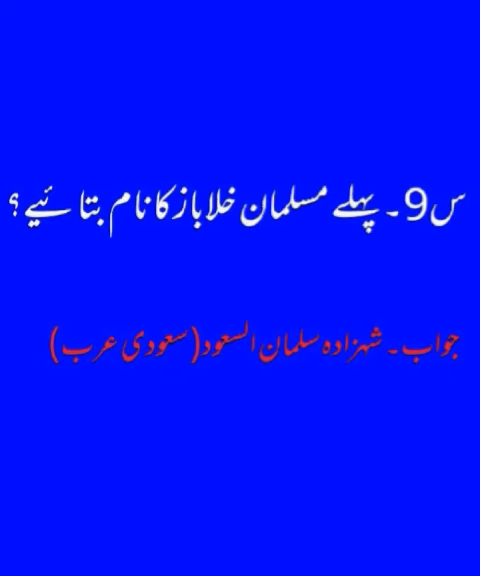 س9۔ پہلے مسلمان خلاباز کا نام بتائیے؟
جواب۔ شہزادہ سلمان السعود(سعودی عرب)